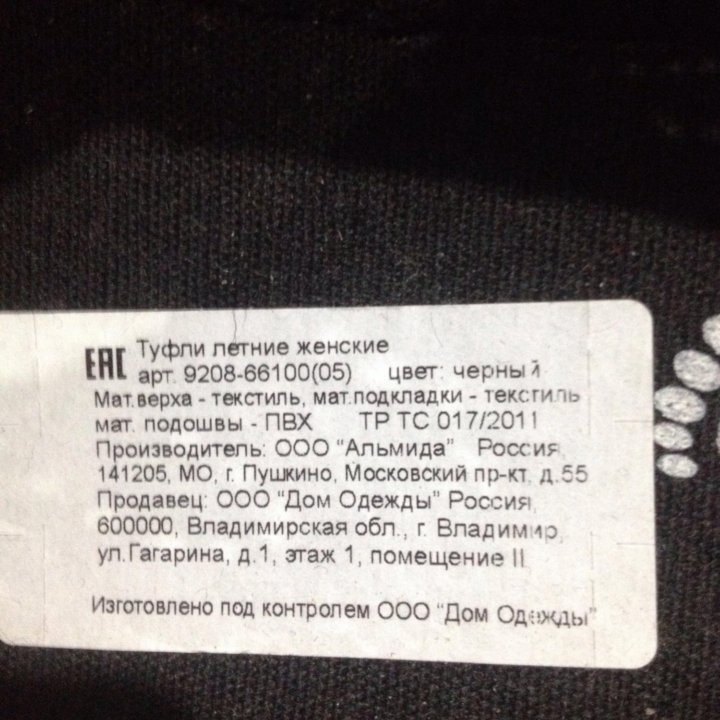 EAC Туфли летние женские
арт. 9208-66100(05) цвет: черный
Мат.верха - текстиль, мат.подкладки - текстиль
мат. подошвы - ПВХ ТР ТС 017/2011
Производитель: ООО "Альмида" Россия,
141205, МО, г. Пушкино, Московский пр-кт, д.55
Продавец: ООО "Дом Одежды" Россия,
600000, Владимирская обл., г. Владимир,
ул.Гагарина, д.1, этаж 1, помещение II
Изготовлено под контролем ООО "Дом Одежды"